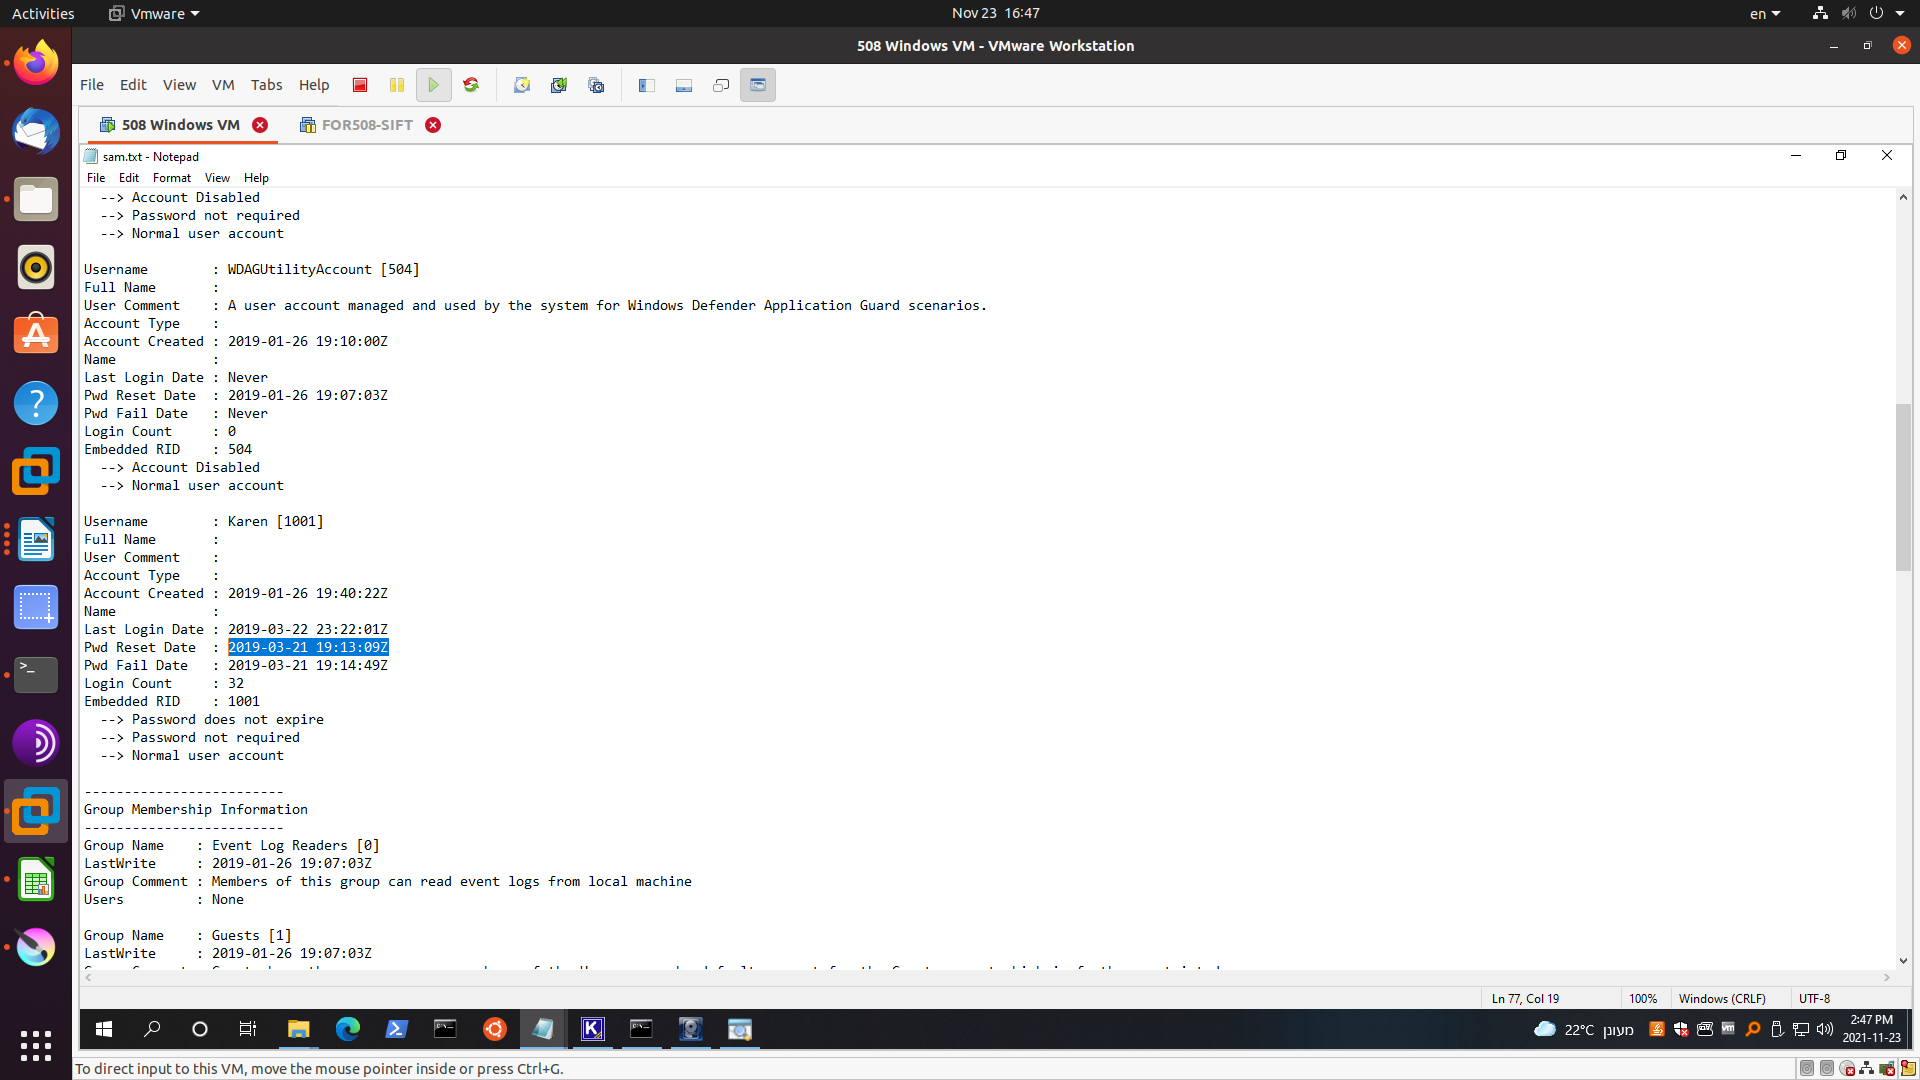 Activities
Vmware
Nov 23 16:47
en
508 Windows VM - VMware Workstation
File Edit View VM Tabs Help
508 Windows VM
FOR508-SIFT
sam.txt - Notepad
File Edit Format View Help
--> Account Disabled
--> Password not required
--> Normal user account
Username : WDAGUtilityAccount [504]
Full Name :
User Comment : A user account managed and used by the system for Windows Defender Application Guard scenarios.
Account Type :
Account Created : 2019-01-26 19:10:00Z
Name :
Last Login Date : Never
Pwd Reset Date : 2019-01-26 19:07:03Z
Pwd Fail Date : Never
Login Count : 0
Embedded RID : 504
--> Account Disabled
--> Normal user account
Username : Karen [1001]
Full Name :
User Comment :
Account Type :
Account Created : 2019-01-26 19:40:22Z
Name :
Last Login Date : 2019-03-22 23:22:01Z
Pwd Reset Date : 2019-03-21 19:13:09Z
Pwd Fail Date : 2019-03-21 19:14:49Z
Login Count : 32
Embedded RID : 1001
--> Password does not expire
--> Password not required
--> Normal user account
-------------------------
Group Membership Information
-------------------------
Group Name : Event Log Readers [0]
LastWrite : 2019-01-26 19:07:03Z
Group Comment : Members of this group can read event logs from local machine
Users : None
Group Name : Guests [1]
LastWrite : 2019-01-26 19:07:03Z
Ln 77, Col 19
100%
Windows (CRLF)
UTF-8
22°C מעונן
2:47 PM
2021-11-23
To direct input to this VM, move the mouse pointer inside or press Ctrl+G.